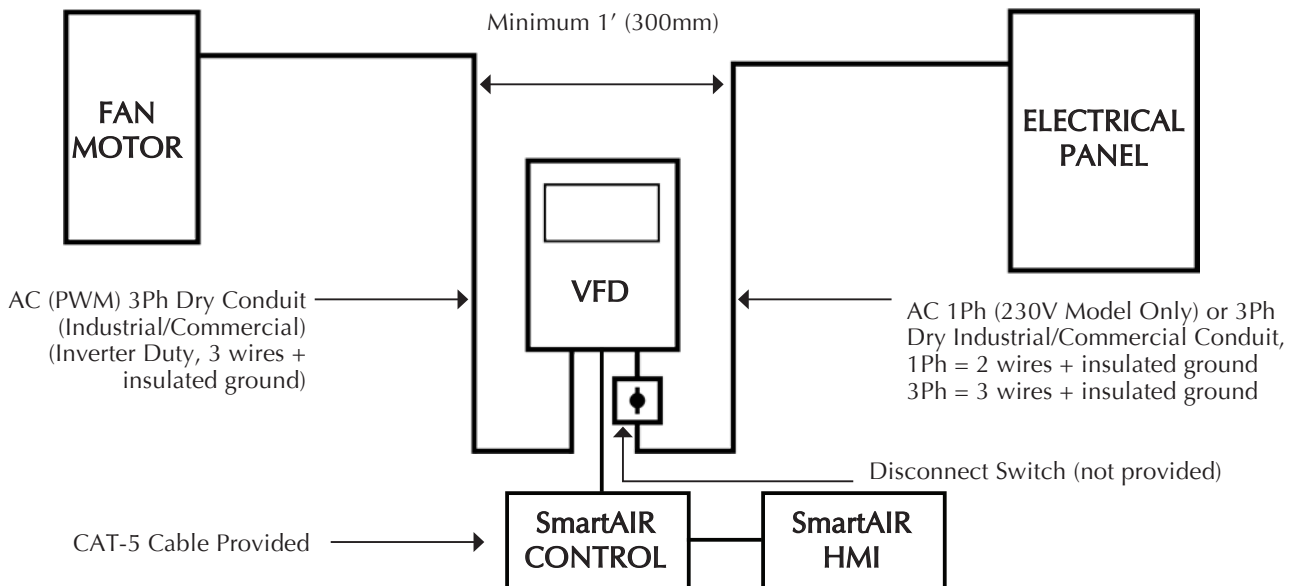 Minimum 1’ (300mm)
FAN
MOTOR
ELECTRICAL
PANEL
VFD
AC (PWM) 3Ph Dry Conduit
(Industrial/Commercial)
(Inverter Duty, 3 wires +
insulated ground)
AC 1Ph (230V Model Only) or 3Ph
Dry Industrial/Commercial Conduit,
1Ph = 2 wires + insulated ground
3Ph = 3 wires + insulated ground
Disconnect Switch (not provided)
CAT-5 Cable Provided
SmartAIR
CONTROL
SmartAIR
HMI